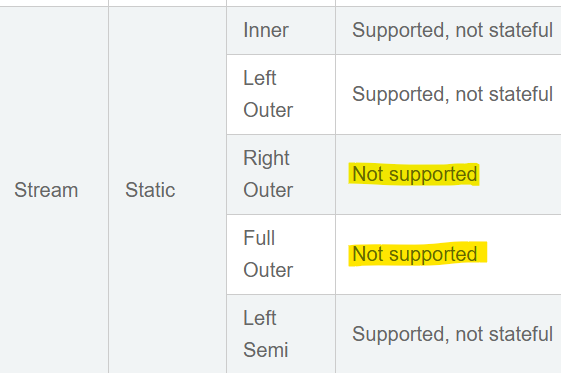 Inner Supported, not stateful
Left
Outer Supported, not stateful
Stream Static Right
Outer Not supported
Full
Outer Not supported
Left
Semi Supported, not stateful